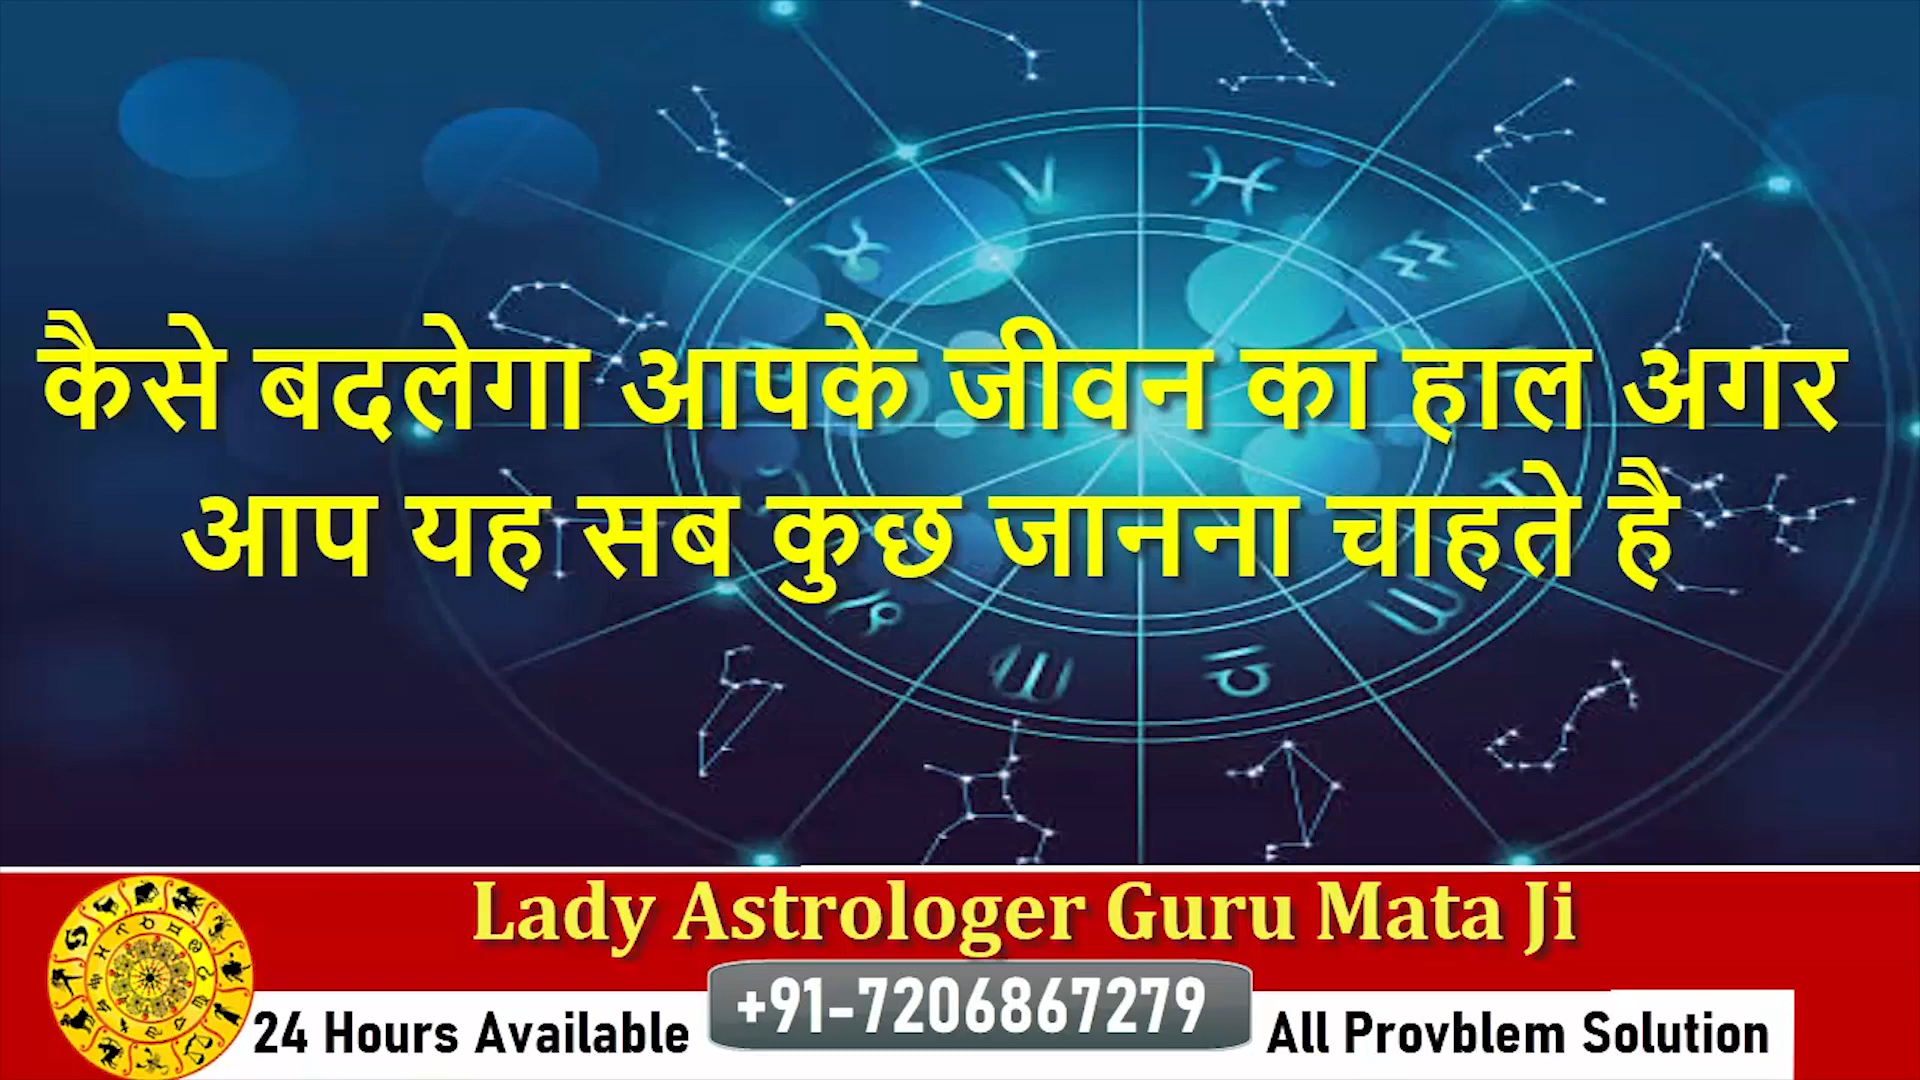 कैसे बदलेगा आपके जीवन का हाल अगर
आप यह सब कुछ जानना चाहते है
Lady Astrologer Guru Mata Ji
+91-7206867279
24 Hours Available
All Provblem Solution